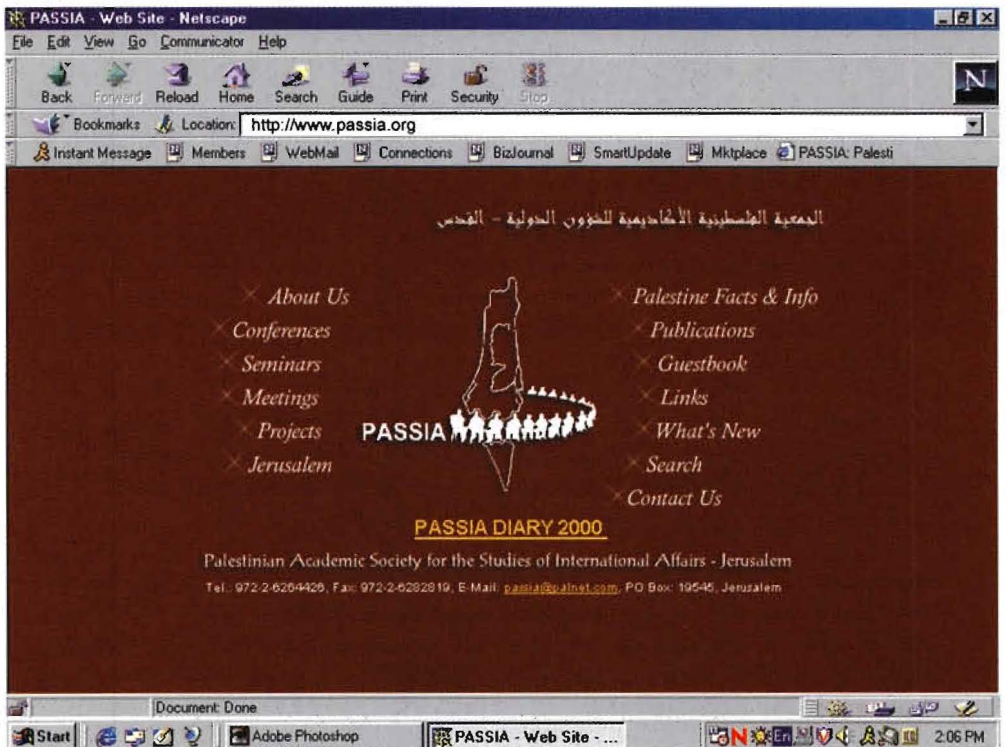 PASSIA - Web Site - Netscape
File Edit View Go Communicator Help
Back Forward Reload Home Search Guide Print Security Stop
N
Bookmarks Location: http://www.passia.org
Instant Message Members WebMail Connections BizJournal SmartUpdate Mktplace PASSIA: Palesti
الجمعية الفلسطينية الأكاديمية للشؤون الدولية - القدس
About Us
Conferences
Seminars
Meetings
Projects
Jerusalem
PASSIA
Palestine Facts & Info
Publications
Guestbook
Links
What's New
Search
Contact Us
PASSIA DIARY 2000
Palestinian Academic Society for the Studies of International Affairs - Jerusalem
Tel.: 972-2-6264426, Fax: 972-2-6282819, E-Mail: passia@palnet.com, PO Box: 19545, Jerusalem
Document: Done
Start Adobe Photoshop PASSIA - Web Site - ... N En 2:06 PM